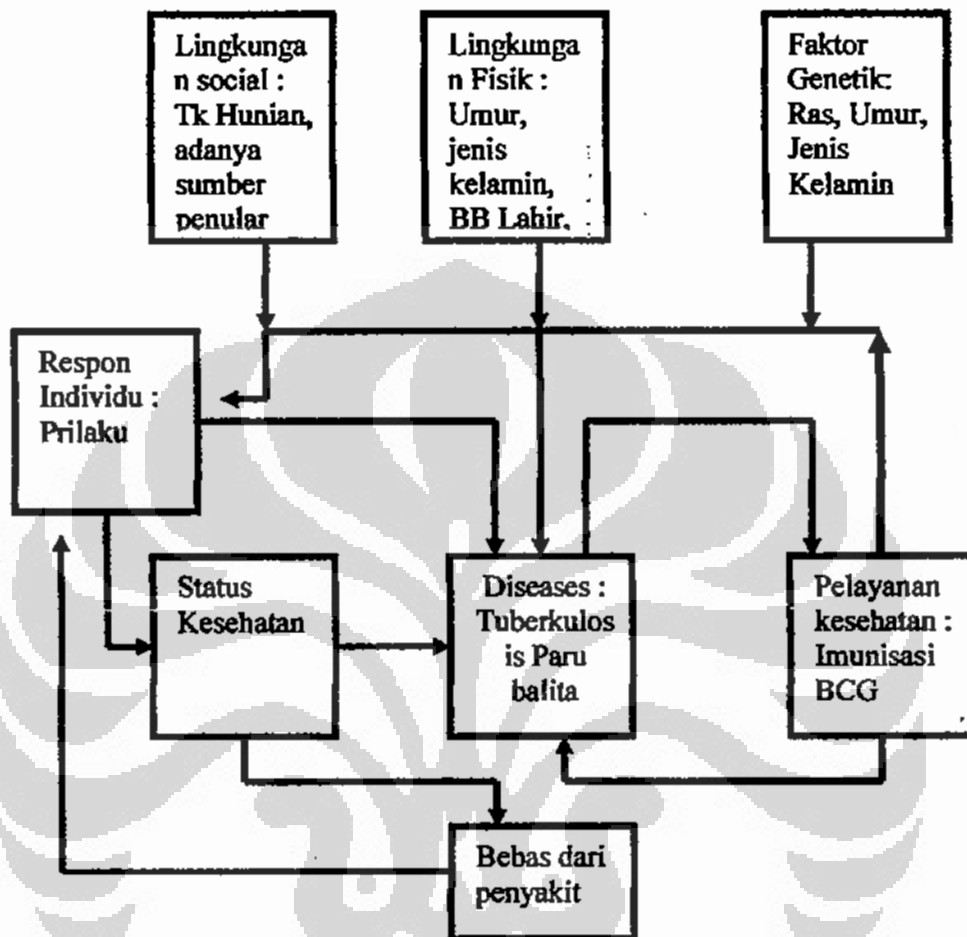 Lingkunga
n social :
Tk Hunian,
adanya
sumber
penular
Lingkunga
n Fisik :
Umur,
jenis
kelamin,
BB Lahir,
Faktor
Genetik:
Ras, Umur,
Jenis
Kelamin
Respon
Individu :
Prilaku
Status
Kesehatan
Diseases :
Tuberkulos
is Paru
balita
Pelayanan
kesehatan :
Imunisasi
BCG
Bebas dari
penyakit